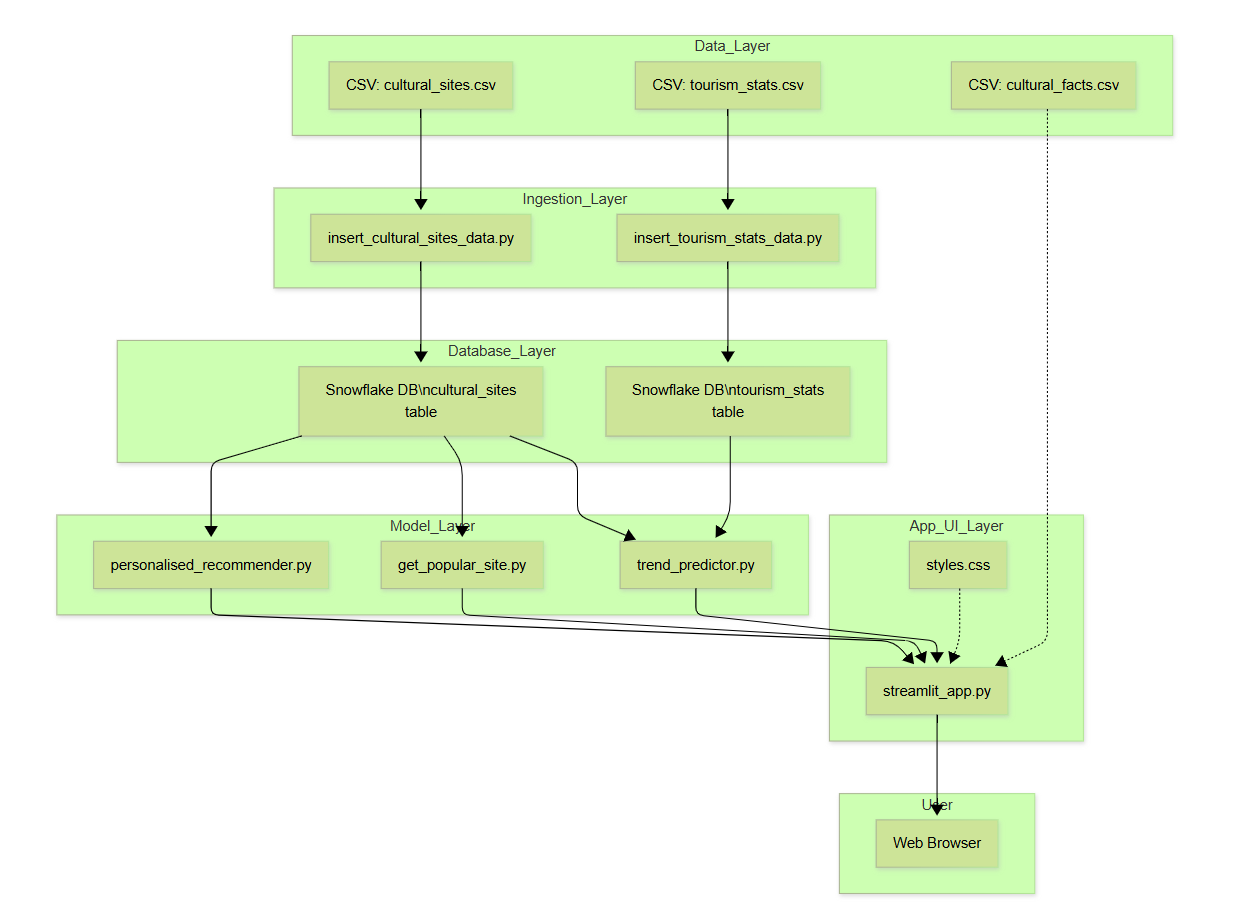 Data_Layer
CSV: cultural_sites.csv
CSV: tourism_stats.csv
CSV: cultural_facts.csv
Ingestion_Layer
insert_cultural_sites_data.py
insert_tourism_stats_data.py
Database_Layer
Snowflake DB\ncultural_sites
table
Snowflake DB\ntourism_stats
table
Model_Layer
personalised_recommender.py
get_popular_site.py
trend_predictor.py
App_UI_Layer
styles.css
streamlit_app.py
User
Web Browser